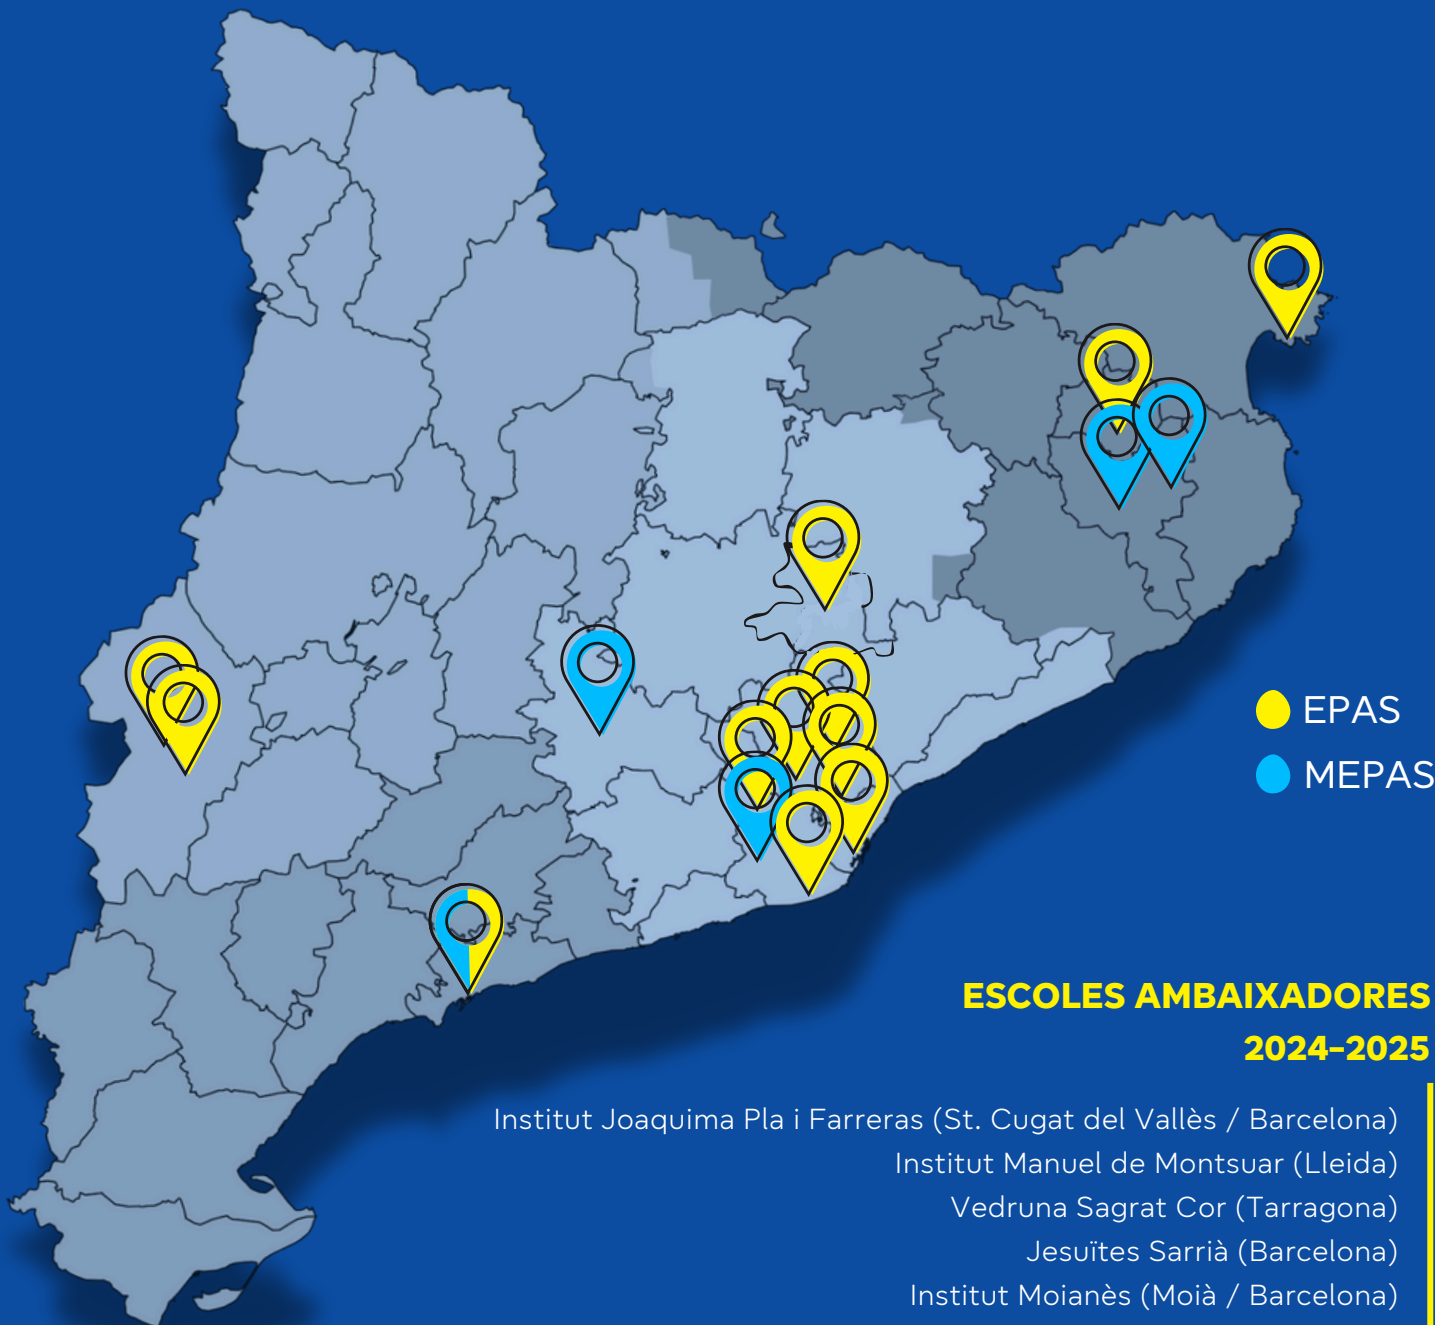 EPAS
MEPAS
ESCOLES AMBAIXADORES
2024-2025
Institut Joaquima Pla i Farreras (St. Cugat del Vallès / Barcelona)
Institut Manuel de Montsuar (Lleida)
Vedruna Sagrat Cor (Tarragona)
Jesuïtes Sarrià (Barcelona)
Institut Moianès (Moià / Barcelona)